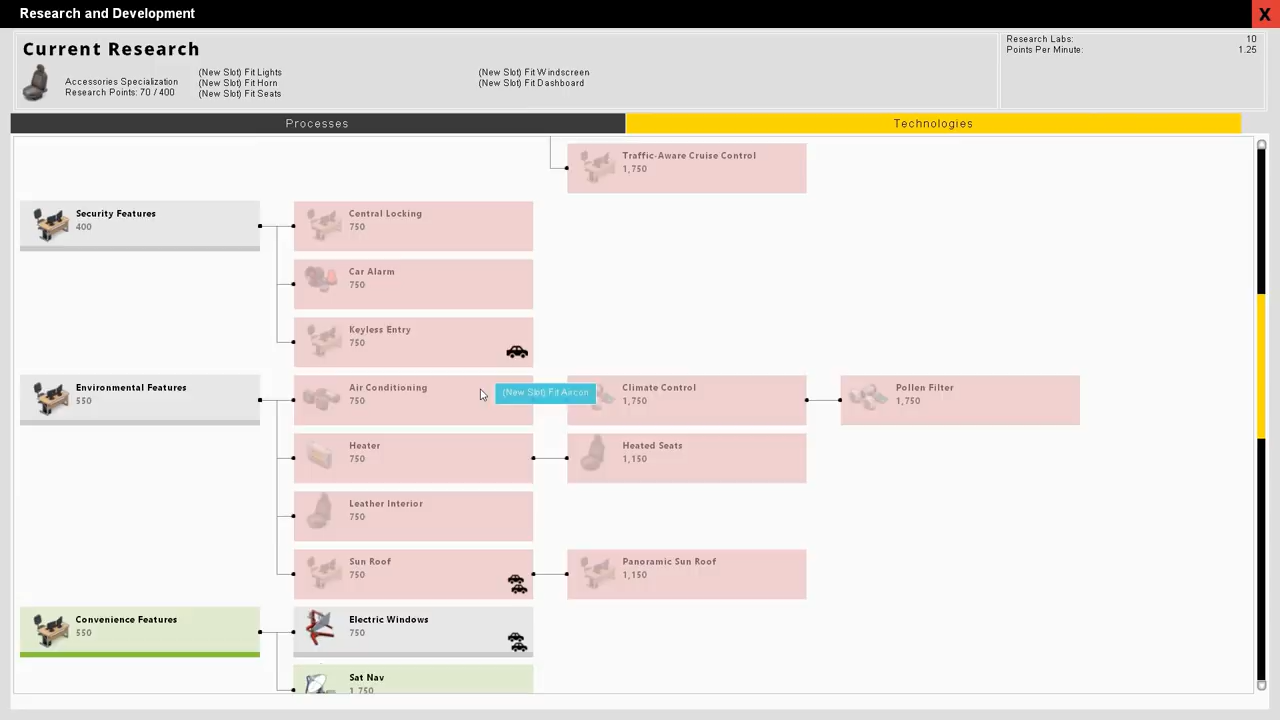 Research and Development
X
Current Research
Accessories Specialization
Research Points: 70 / 400
(New Slot) Fit Lights
(New Slot) Fit Horn
(New Slot) Fit Seats
(New Slot) Fit Windscreen
(New Slot) Fit Dashboard
Research Labs: 10
Points Per Minute: 1.25
Processes
Technologies
Traffic-Aware Cruise Control
1,750
Security Features
400
Central Locking
750
Car Alarm
750
Keyless Entry
750
Environmental Features
550
Air Conditioning
750
(New Slot) Fit Aircon
Climate Control
1,750
Pollen Filter
1,750
Heater
750
Heated Seats
1,150
Leather Interior
750
Sun Roof
750
Panoramic Sun Roof
1,150
Convenience Features
550
Electric Windows
750
Sat Nav
1,750